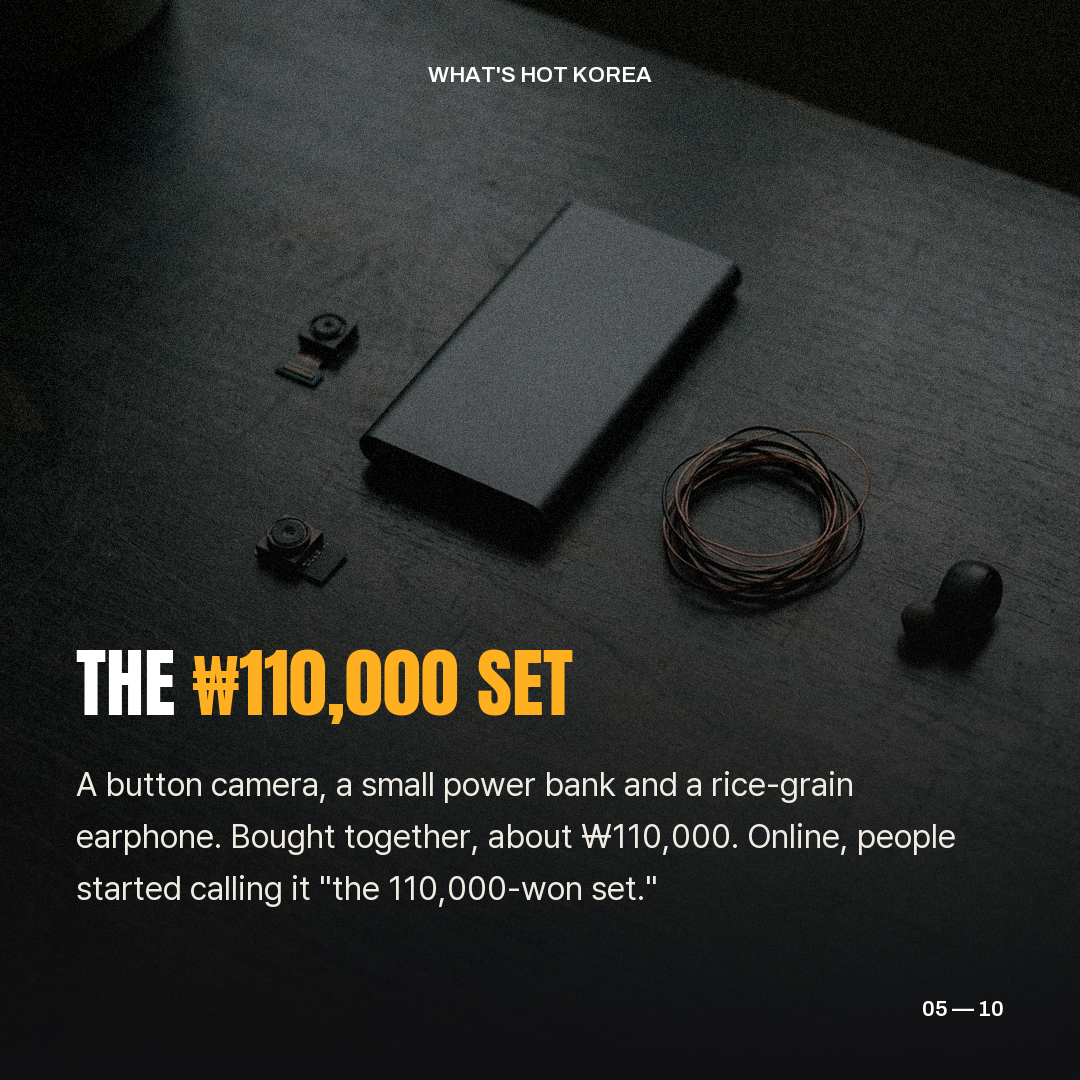 WHAT'S HOT KOREA
THE ₩110,000 SET
A button camera, a small power bank and a rice-grain
earphone. Bought together, about ₩110,000. Online, people
started calling it "the 110,000-won set."
05 — 10